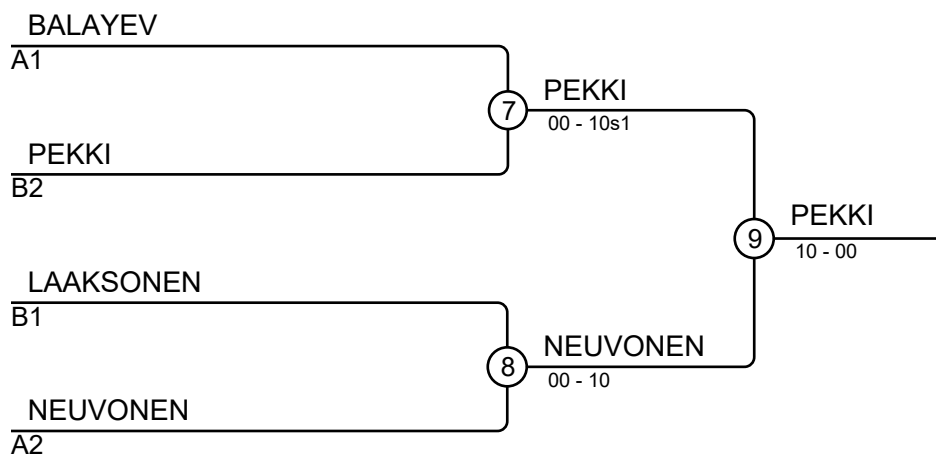 BALAYEV
A1
7
PEKKI
00 - 10s1
PEKKI
B2
9
PEKKI
10 - 00
LAAKSONEN
B1
8
NEUVONEN
00 - 10
NEUVONEN
A2